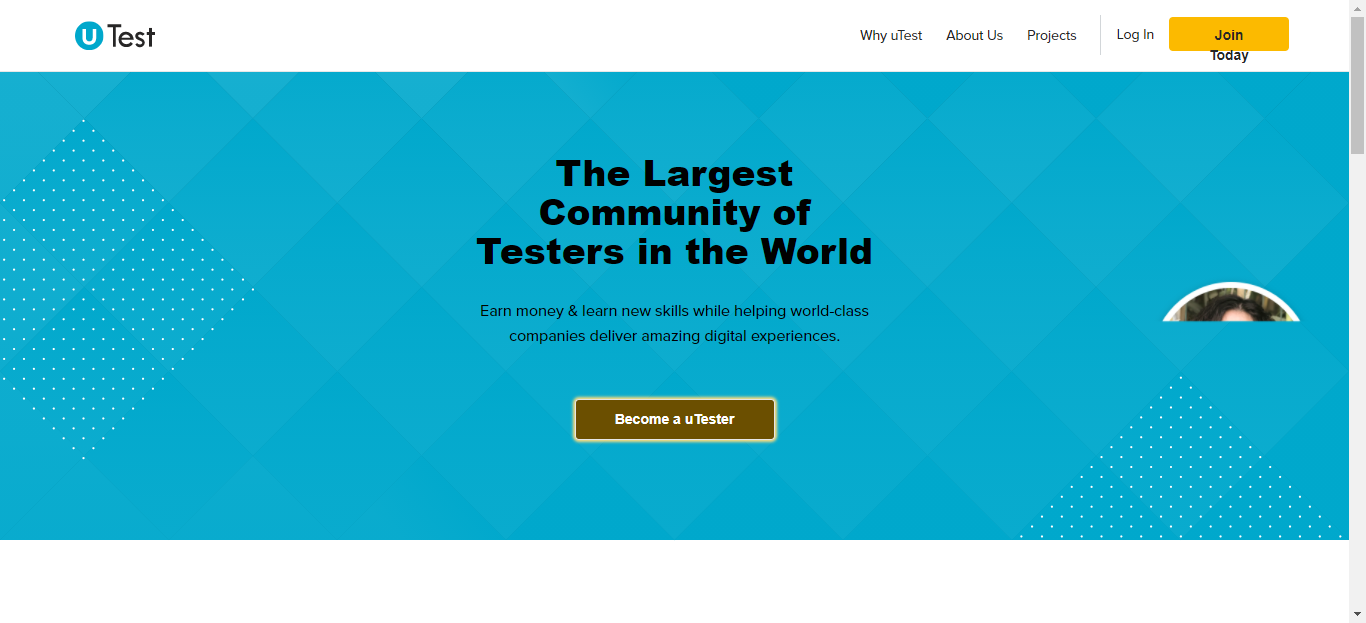 uTest
Why uTest
About Us
Projects
Log In
Join
Today
The Largest
Community of
Testers in the World
Earn money & learn new skills while helping world-class
companies deliver amazing digital experiences.
Become a uTester